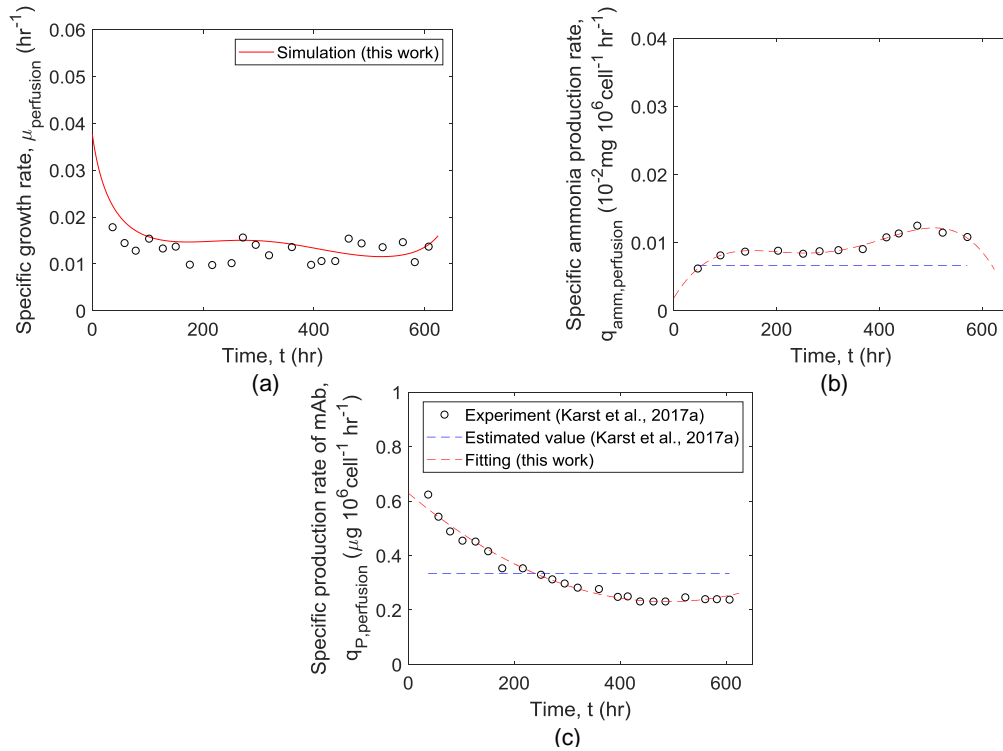 0.06
0.05
0.04
0.03
0.02
0.01
0
0 200 400 600
Specific growth rate, μperfusion (hr-1)
Simulation (this work)
Time, t (hr)
(a)
0.04
0.03
0.02
0.01
0
0 200 400 600
Specific ammonia production rate,
qamm,perfusion (10-2mg 106cell-1 hr-1)
Time, t (hr)
(b)
1
0.8
0.6
0.4
0.2
0
0 200 400 600
Specific production rate of mAb,
qP,perfusion (μg 106cell-1 hr-1)
Experiment (Karst et al., 2017a)
Estimated value (Karst et al., 2017a)
Fitting (this work)
Time, t (hr)
(c)